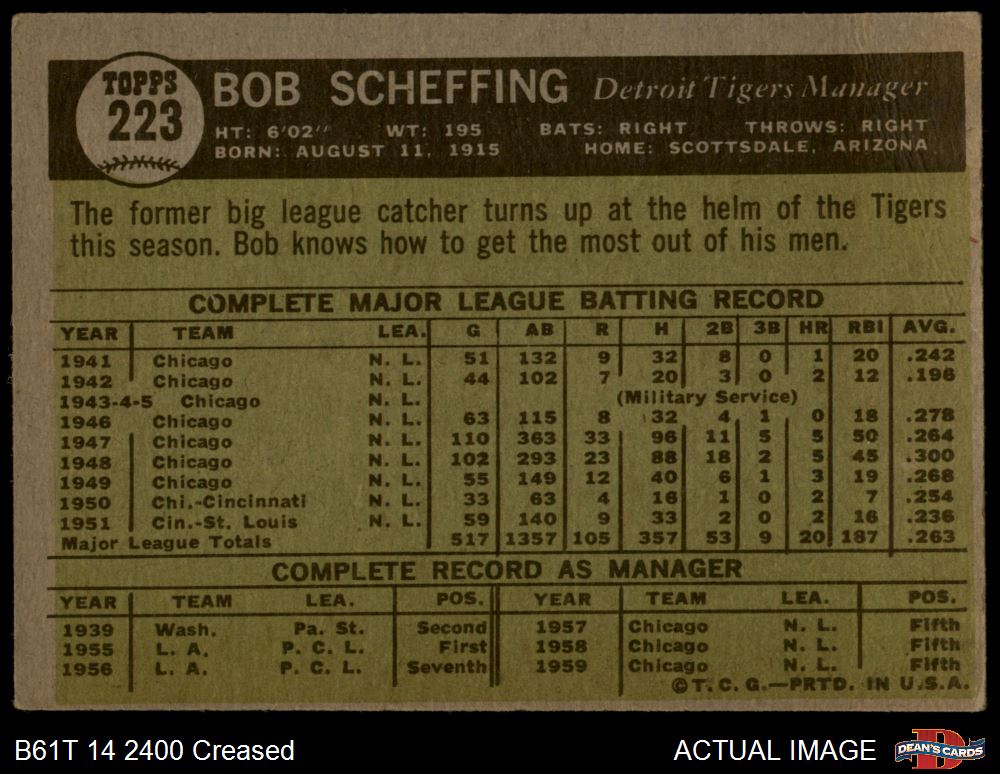 TOPPS
223
BOB SCHEFFING Detroit Tigers Manager
HT: 6'02" WT: 195 BATS: RIGHT THROWS: RIGHT
BORN: AUGUST 11, 1915 HOME: SCOTTSDALE, ARIZONA
The former big league catcher turns up at the helm of the Tigers
this season. Bob knows how to get the most out of his men.
COMPLETE MAJOR LEAGUE BATTING RECORD
YEAR TEAM LEA. G AB R H 2B 3B HR RBI AVG.
1941 Chicago N. L. 51 132 9 32 8 0 1 20 .242
1942 Chicago N. L. 44 102 7 20 3 0 2 12 .196
1943-4-5 Chicago N. L. (Military Service)
1946 Chicago N. L. 63 115 8 32 4 1 0 18 .278
1947 Chicago N. L. 110 363 33 96 11 5 5 50 .264
1948 Chicago N. L. 102 293 23 88 18 2 5 45 .300
1949 Chicago N. L. 55 149 12 40 6 1 3 19 .268
1950 Chi.-Cincinnati N. L. 33 63 4 16 1 0 2 7 .254
1951 Cin.-St. Louis N. L. 59 140 9 33 2 0 2 16 .236
Major League Totals 517 1357 105 357 53 9 20 187 .263
COMPLETE RECORD AS MANAGER
YEAR TEAM LEA. POS. YEAR TEAM LEA. POS.
1939 Wash. Pa. St. Second 1957 Chicago N. L. Fifth
1955 L. A. P. C. L. First 1958 Chicago N. L. Fifth
1956 L. A. P. C. L. Seventh 1959 Chicago N. L. Fifth
©T. C. G.—PRTD. IN U.S.A.
B61T 14 2400 Creased ACTUAL IMAGE DEAN'S CARDS